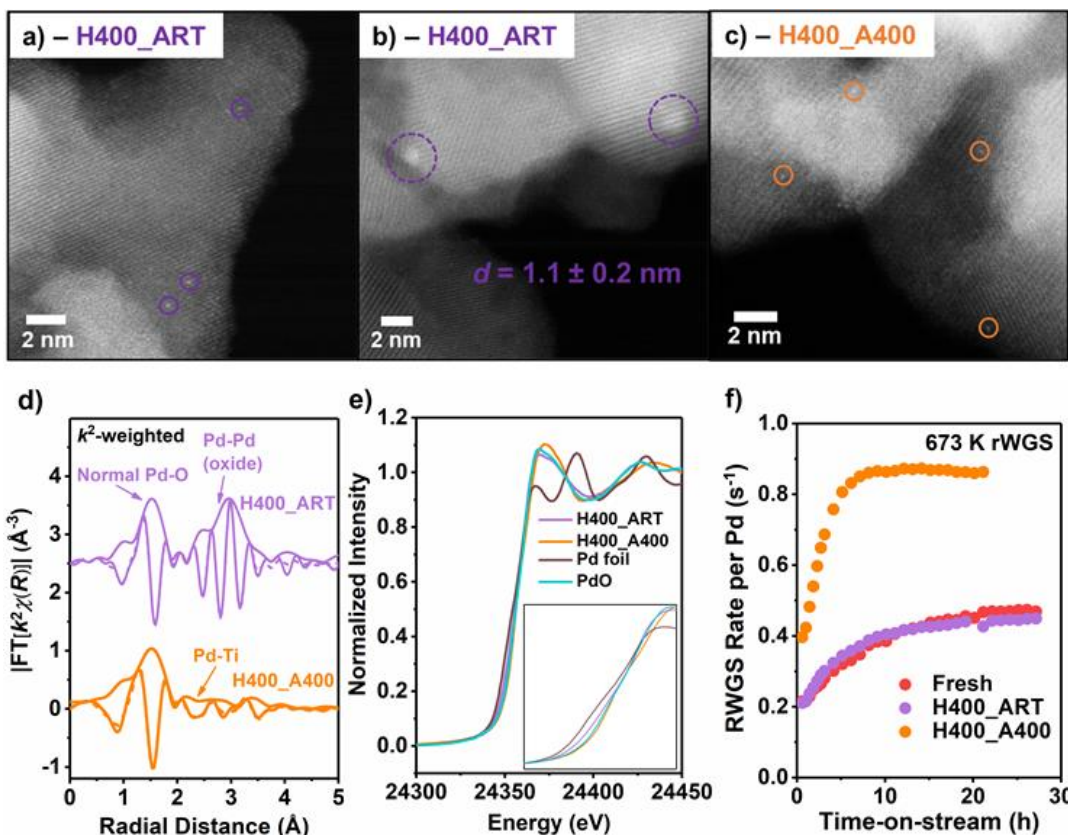 a) – H400_ART
2 nm
b) – H400_ART
d = 1.1 ± 0.2 nm
2 nm
c) – H400_A400
2 nm
d)
k²-weighted
Pd-Pd
(oxide)
Normal Pd-O
H400_ART
Pd-Ti
H400_A400
|FT[k²χ(R)]| (Å⁻³)
4
3
2
1
0
-1
0 1 2 3 4 5
Radial Distance (Å)
e)
Normalized Intensity
1.2
1.0
0.8
0.6
0.4
0.2
0.0
H400_ART
H400_A400
Pd foil
PdO
24300 24350 24400 24450
Energy (eV)
f)
673 K rWGS
RWGS Rate per Pd (s⁻¹)
1.0
0.8
0.6
0.4
0.2
0.0
Fresh
H400_ART
H400_A400
0 10 20 30
Time-on-stream (h)